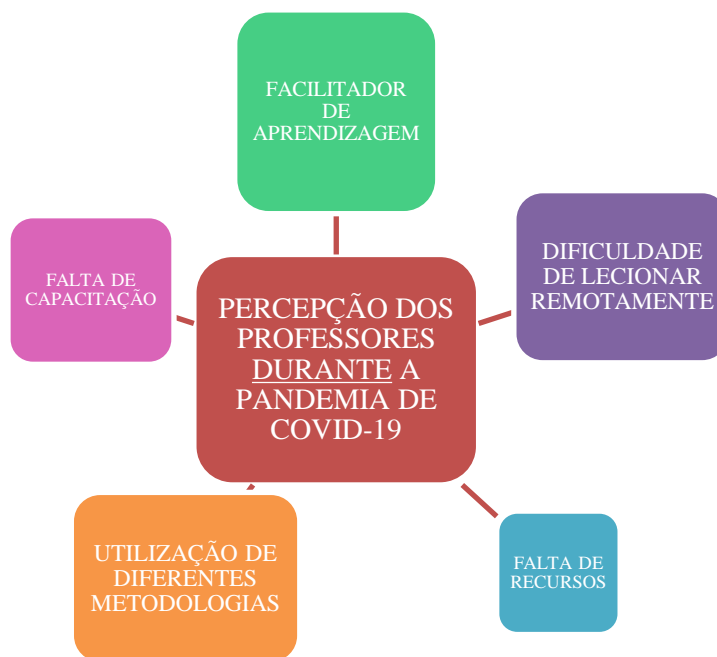 FACILITADOR
DE
APRENDIZAGEM
DIFICULDADE
DE LECIONAR
REMOTAMENTE
FALTA DE
CAPACITAÇÃO
PERCEPÇÃO DOS
PROFESSORES
DURANTE A
PANDEMIA DE
COVID-19
UTILIZAÇÃO DE
DIFERENTES
METODOLOGIAS
FALTA DE
RECURSOS